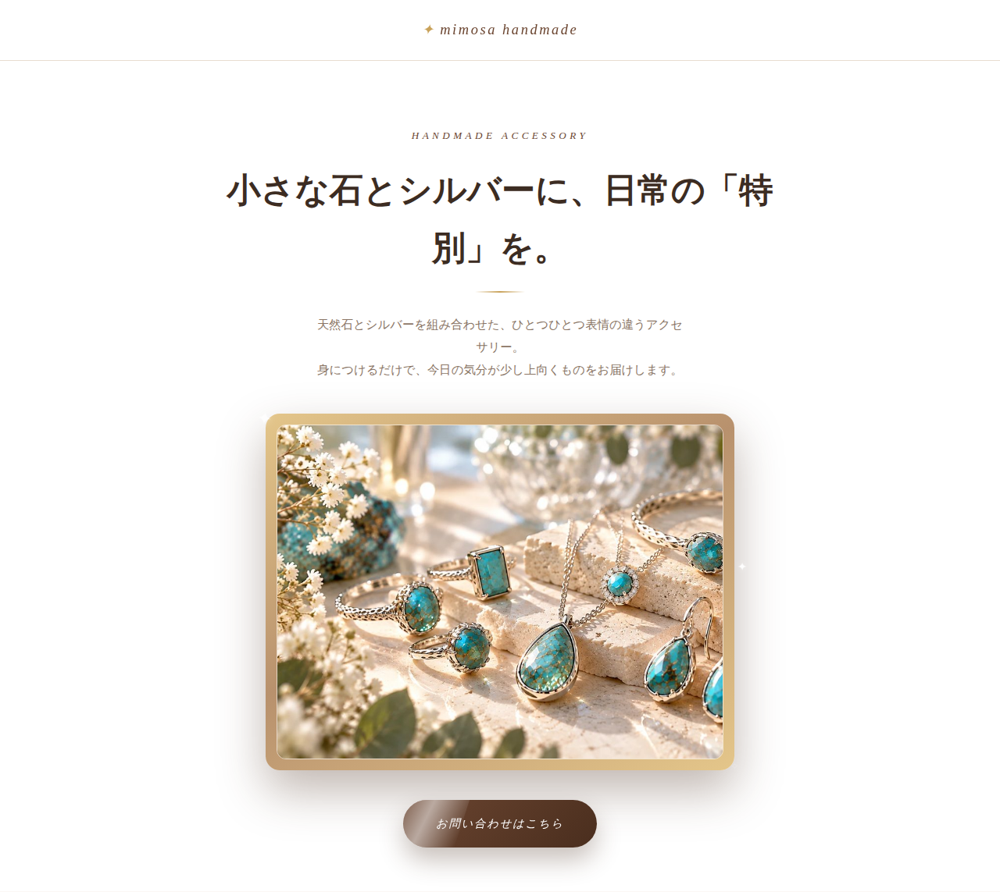 ✦ mimosa handmade
HANDMADE ACCESSORY
小さな石とシルバーに、日常の「特
別」を。
天然石とシルバーを組み合わせた、ひとつひとつ表情の違うアクセ
サリー。
身につけるだけで、今日の気分が少し上向くものをお届けします。
お問い合わせはこちら